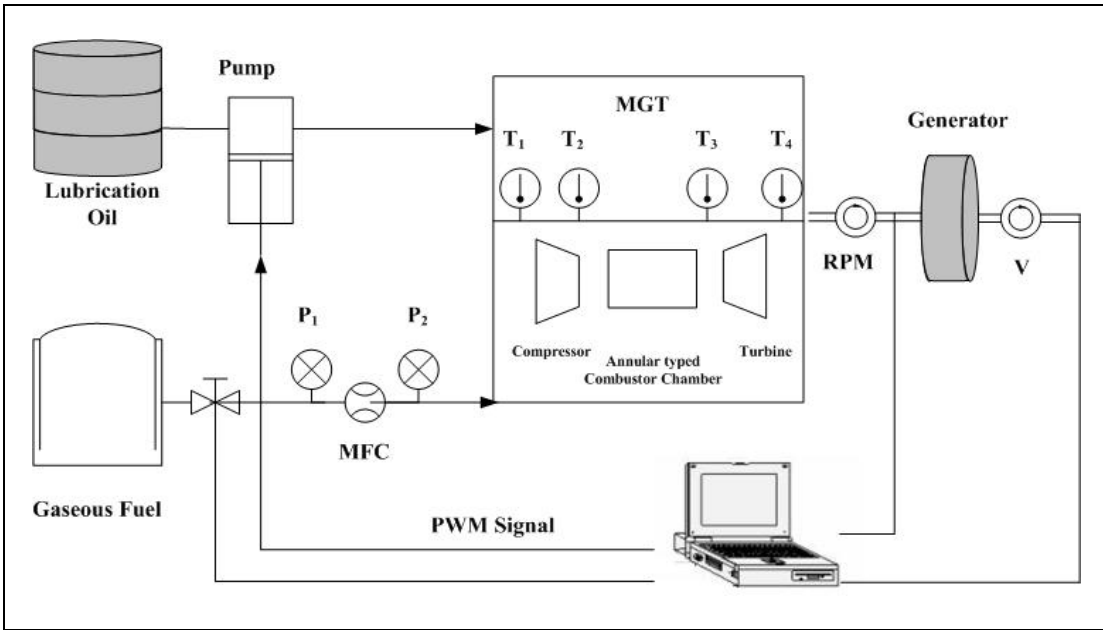 Pump
MGT
Generator
T₁
T₂
T₃
T₄
Lubrication
Oil
RPM
V
P₁
P₂
Compressor
Annular typed
Combustor Chamber
Turbine
MFC
Gaseous Fuel
PWM Signal